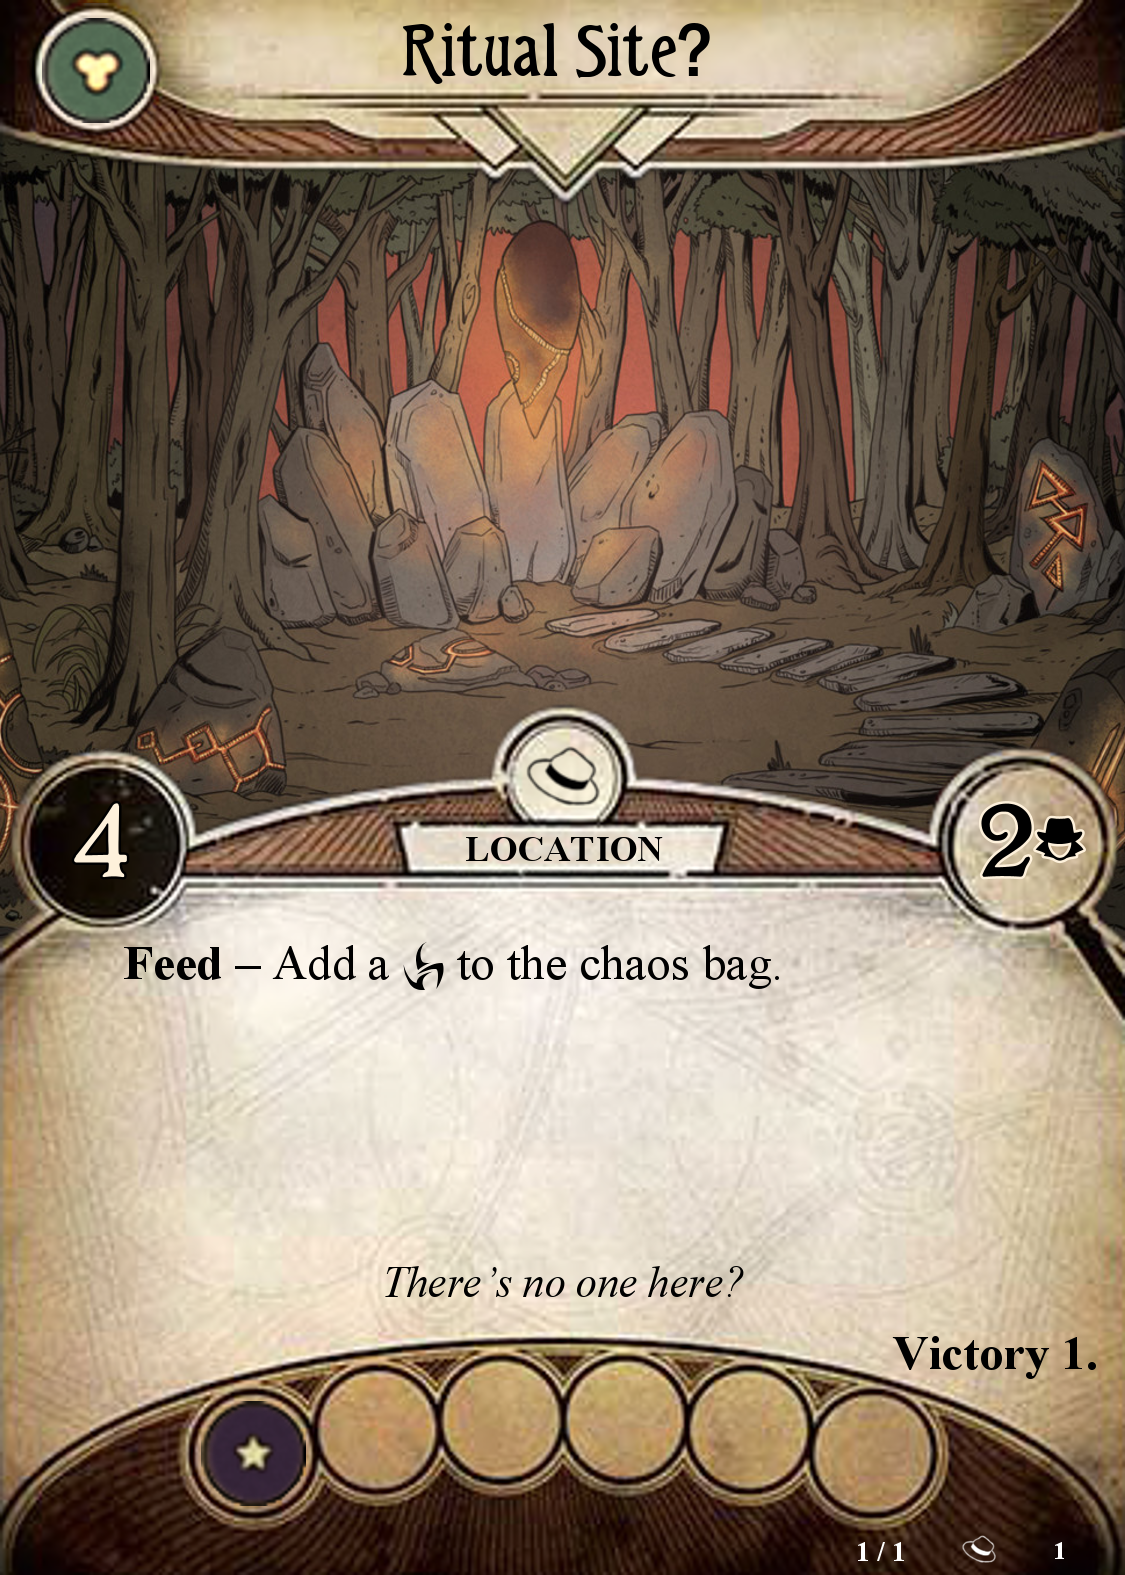 Ritual Site?
4
LOCATION
2
Feed – Add a to the chaos bag.
There’s no one here?
Victory 1.
1 / 1
1